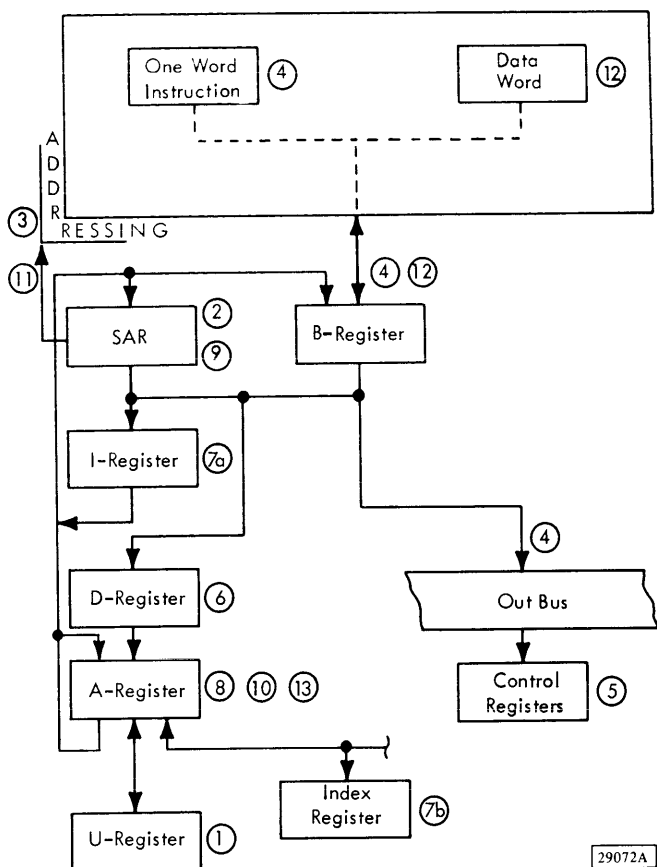 One Word
Instruction
4
Data
Word
12
ADDR
RESSING
3
11
4 12
SAR
2
9
B-Register
I-Register
7a
4
D-Register
6
Out Bus
A-Register
8 10 13
Control
Registers
5
Index
Register
7b
U-Register
1
29072A